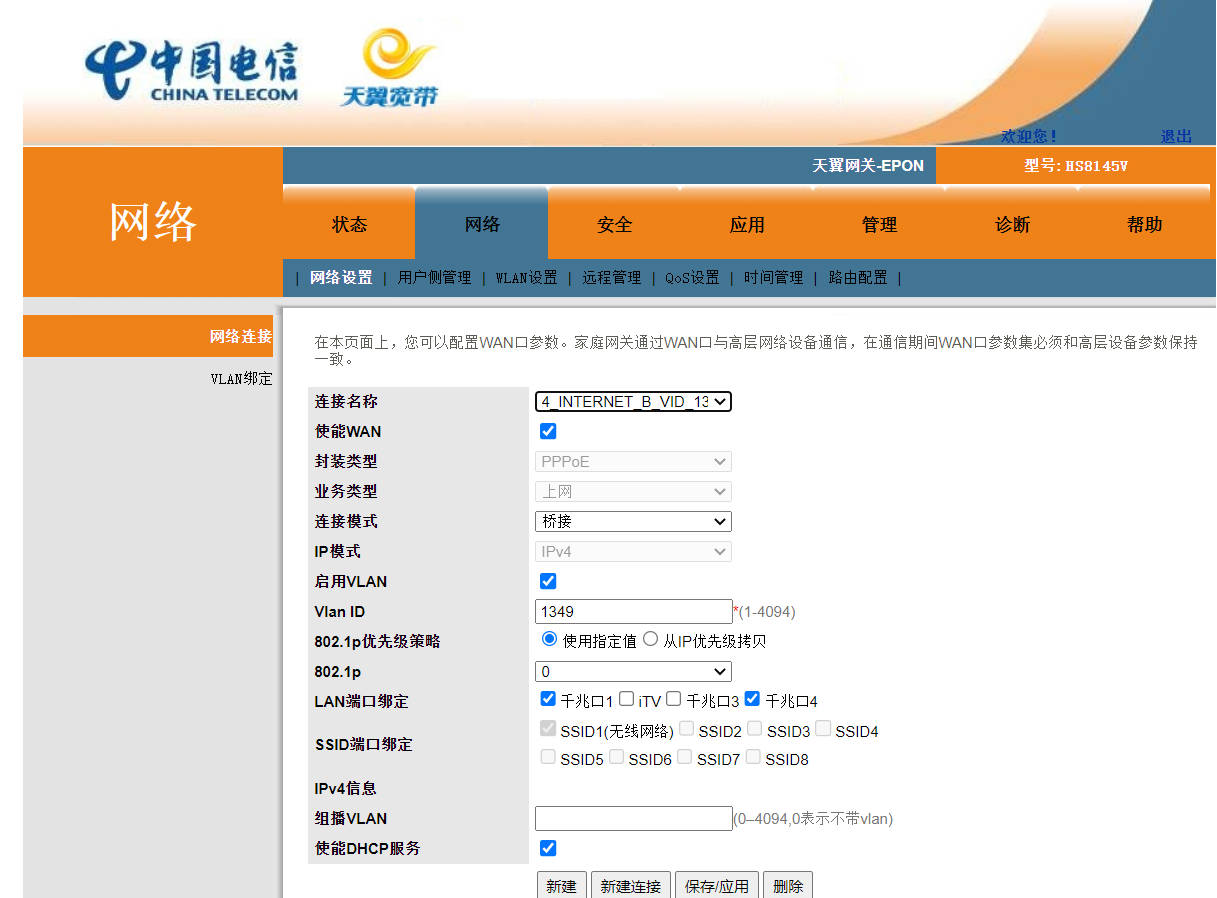 中国电信
CHINA TELECOM
天翼宽带
欢迎您！ 退出
天翼网关-EPON 型号: HS8145V
网络
状态 网络 安全 应用 管理 诊断 帮助
| 网络设置 | 用户侧管理 | WLAN设置 | 远程管理 | QoS设置 | 时间管理 | 路由配置 |
网络连接
VLAN绑定
在本页面上，您可以配置WAN口参数。家庭网关通过WAN口与高层网络设备通信，在通信期间WAN口参数集必须和高层设备参数保持
一致。
连接名称 4_INTERNET_B_VID_13
使能WAN
封装类型 PPPoE
业务类型 上网
连接模式 桥接
IP模式 IPv4
启用VLAN
Vlan ID 1349 *(1-4094)
802.1p优先级策略 使用指定值 从IP优先级拷贝
802.1p 0
LAN端口绑定 千兆口1 iTV 千兆口3 千兆口4
SSID端口绑定 SSID1(无线网络) SSID2 SSID3 SSID4
SSID5 SSID6 SSID7 SSID8
IPv4信息
组播VLAN (0–4094,0表示不带vlan)
使能DHCP服务
新建 新建连接 保存/应用 删除